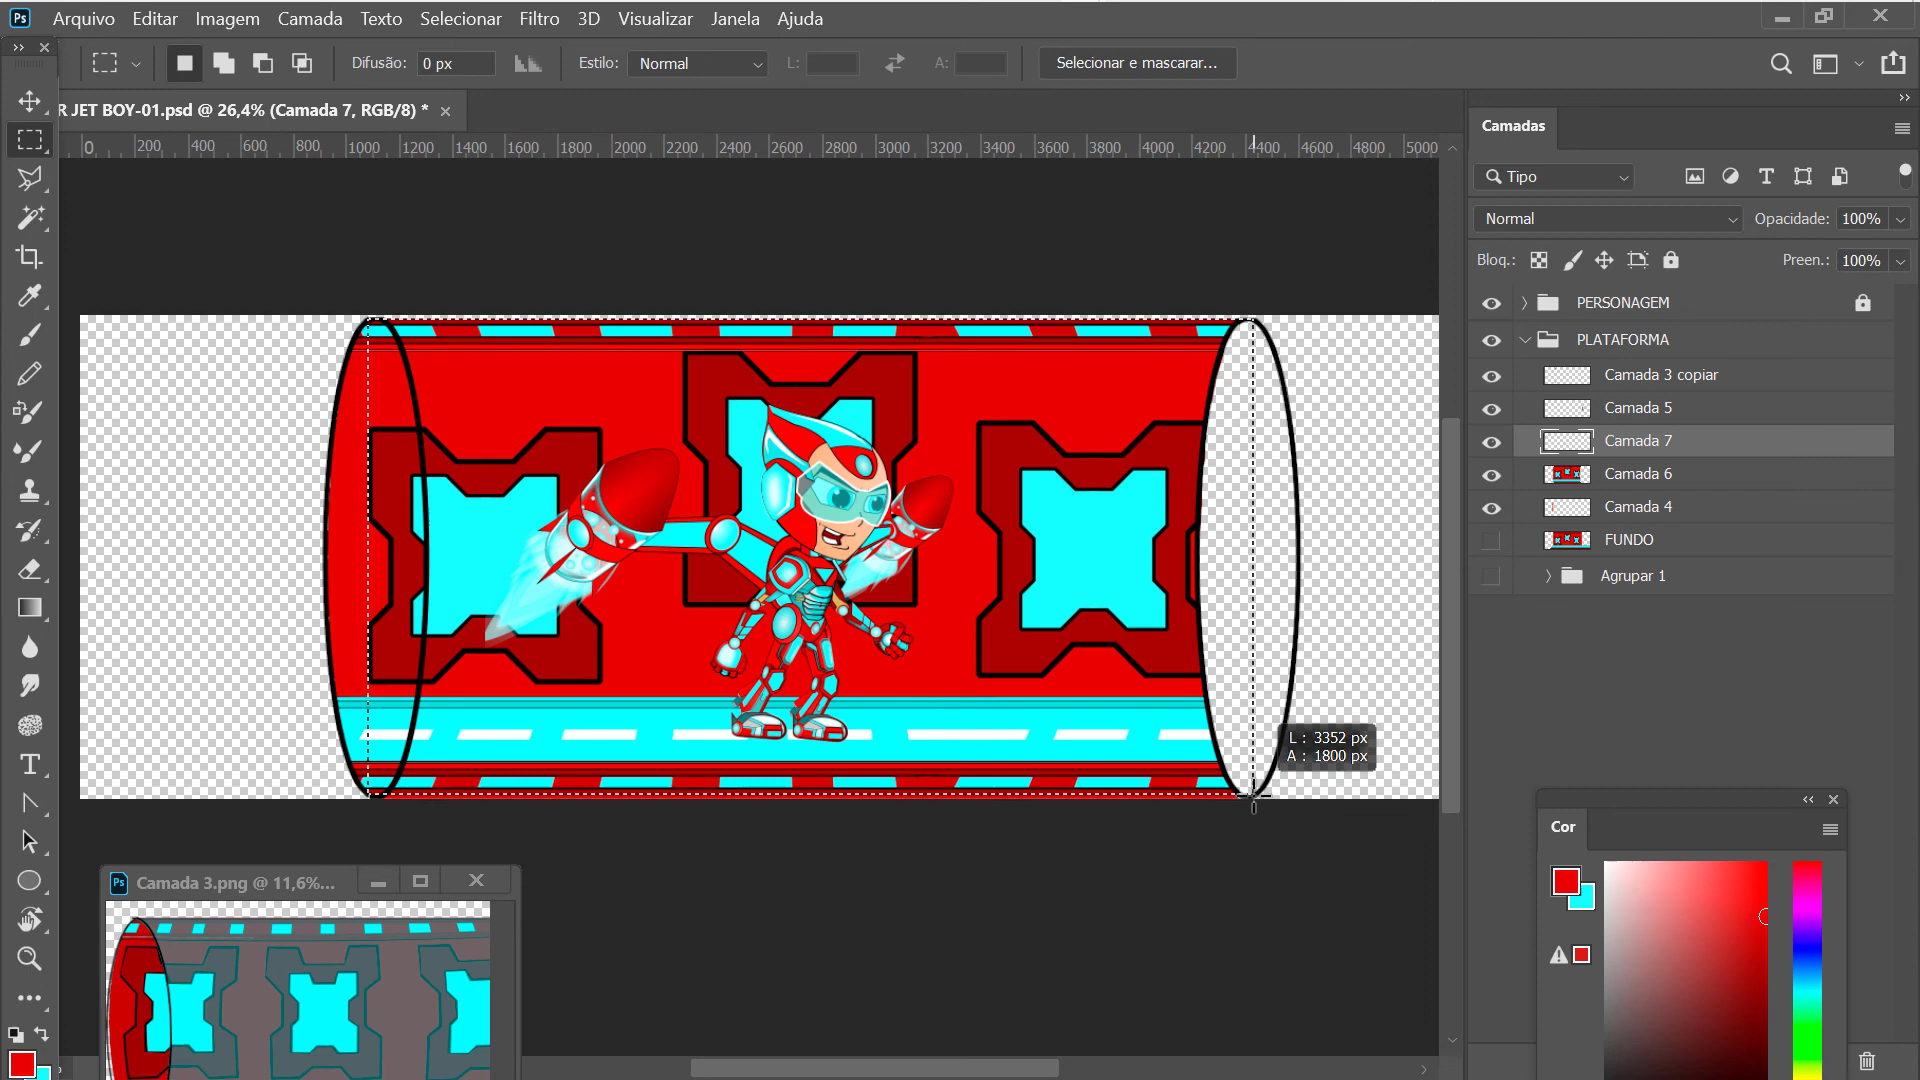 Ps Arquivo Editar Imagem Camada Texto Selecionar Filtro 3D Visualizar Janela Ajuda
Difusão: 0 px Estilo: Normal L: A: Selecionar e mascarar...
R JET BOY-01.psd @ 26,4% (Camada 7, RGB/8) *
0 200 400 600 800 1000 1200 1400 1600 1800 2000 2200 2400 2600 2800 3000 3200 3400 3600 3800 4000 4200 4400 4600 4800 5000
Camadas
Tipo
Normal Opacidade: 100%
Bloq.: Preen.: 100%
PERSONAGEM
PLATAFORMA
Camada 3 copiar
Camada 5
Camada 7
Camada 6
Camada 4
FUNDO
Agrupar 1
L : 3352 px
A : 1800 px
Cor
Ps Camada 3.png @ 11,6%...